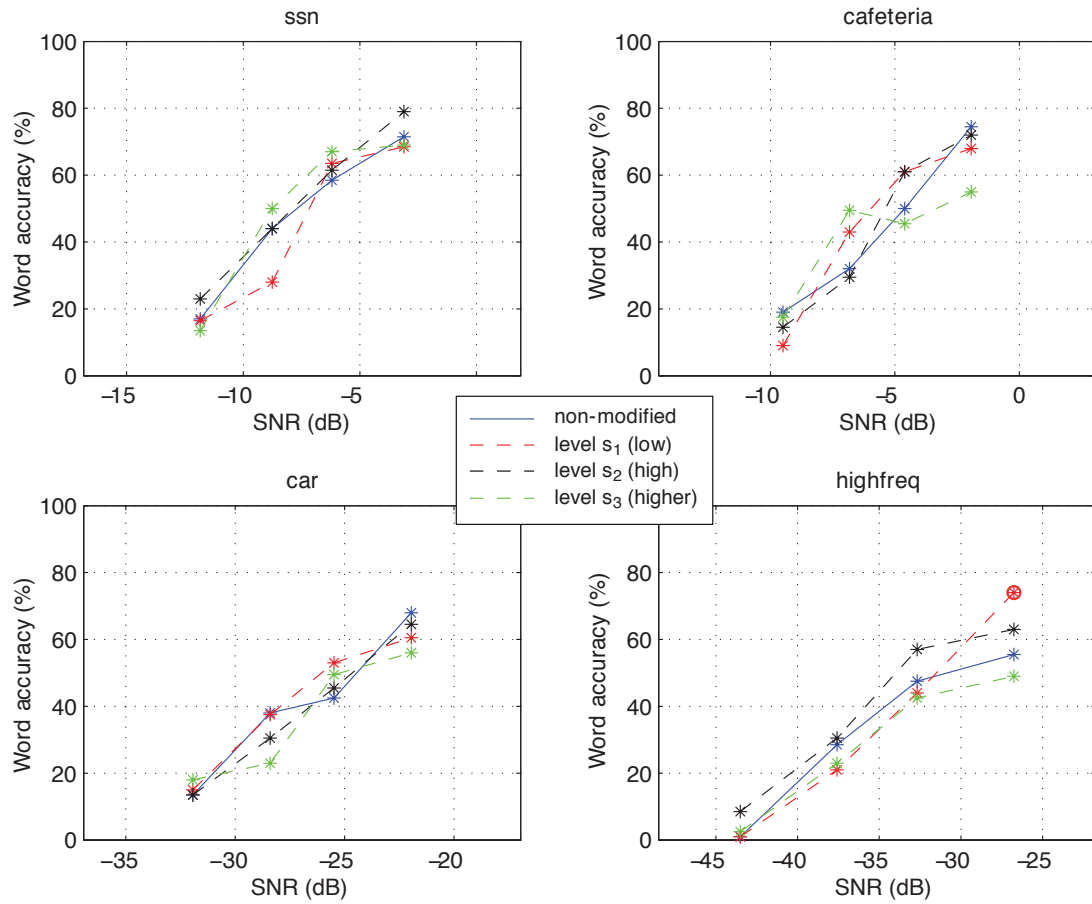 ssn
100
80
60
40
20
0
Word accuracy (%)
−15 −10 −5
SNR (dB)
cafeteria
100
80
60
40
20
0
Word accuracy (%)
−10 −5 0
SNR (dB)
non-modified
level s1 (low)
level s2 (high)
level s3 (higher)
car
100
80
60
40
20
0
Word accuracy (%)
−35 −30 −25 −20
SNR (dB)
highfreq
80
60
40
20
0
Word accuracy (%)
−45 −40 −35 −30 −25
SNR (dB)